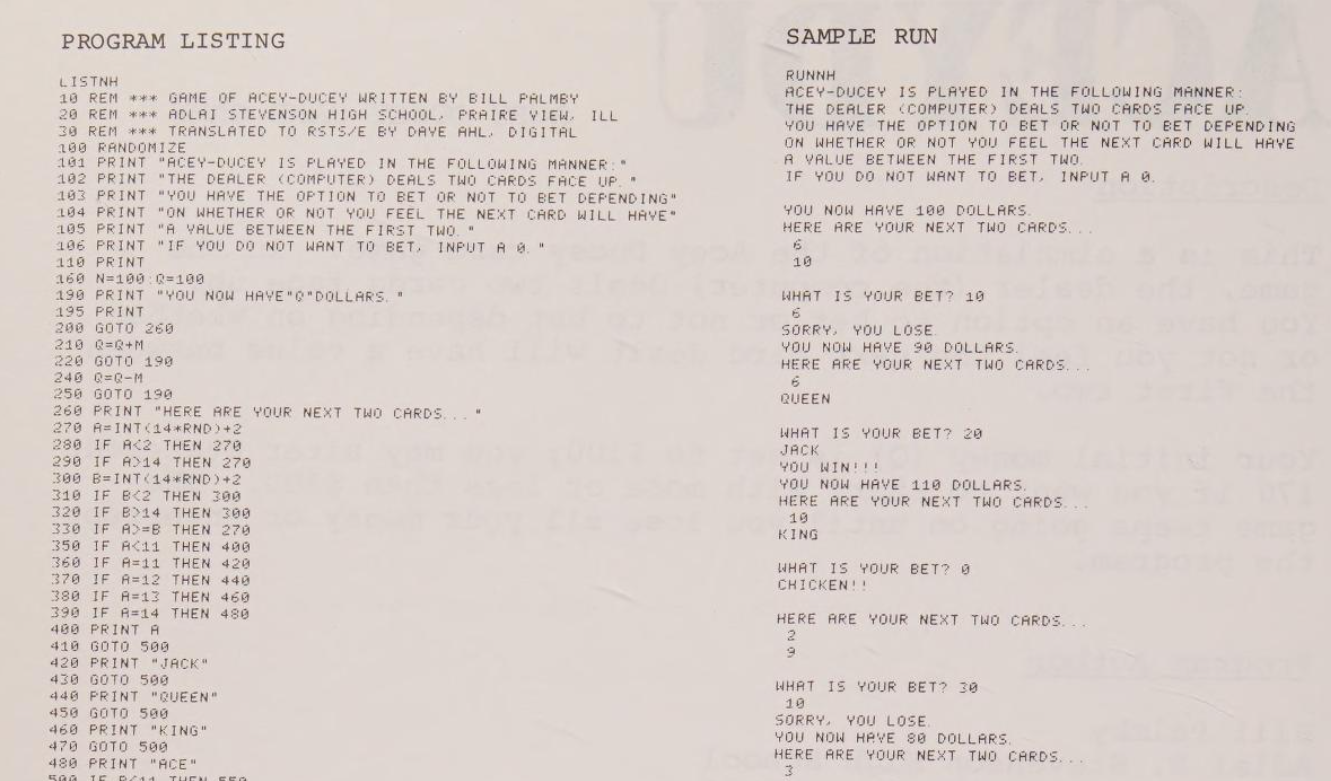 PROGRAM LISTING
LISTNH
10 REM *** GAME OF ACEY-DUCEY WRITTEN BY BILL PALMBY
20 REM *** ADLAI STEVENSON HIGH SCHOOL, PRAIRE VIEW, ILL
30 REM *** TRANSLATED TO RSTS/E BY DAVE AHL, DIGITAL
100 RANDOMIZE
101 PRINT "ACEY-DUCEY IS PLAYED IN THE FOLLOWING MANNER:"
102 PRINT "THE DEALER (COMPUTER) DEALS TWO CARDS FACE UP."
103 PRINT "YOU HAVE THE OPTION TO BET OR NOT TO BET DEPENDING"
104 PRINT "ON WHETHER OR NOT YOU FEEL THE NEXT CARD WILL HAVE"
105 PRINT "A VALUE BETWEEN THE FIRST TWO."
106 PRINT "IF YOU DO NOT WANT TO BET, INPUT A 0."
110 PRINT
160 N=100:Q=100
190 PRINT "YOU NOW HAVE"Q"DOLLARS."
195 PRINT
200 GOTO 260
210 Q=Q+M
220 GOTO 190
240 Q=Q-M
250 GOTO 190
260 PRINT "HERE ARE YOUR NEXT TWO CARDS..."
270 A=INT(14*RND)+2
280 IF A<2 THEN 270
290 IF A>14 THEN 270
300 B=INT(14*RND)+2
310 IF B<2 THEN 300
320 IF B>14 THEN 300
330 IF A>=B THEN 270
350 IF A<11 THEN 400
360 IF A=11 THEN 420
370 IF A=12 THEN 440
380 IF A=13 THEN 460
390 IF A=14 THEN 480
400 PRINT A
410 GOTO 500
420 PRINT "JACK"
430 GOTO 500
440 PRINT "QUEEN"
450 GOTO 500
460 PRINT "KING"
470 GOTO 500
480 PRINT "ACE"
500 IF B<11 THEN 550
SAMPLE RUN
RUNNH
ACEY-DUCEY IS PLAYED IN THE FOLLOWING MANNER:
THE DEALER (COMPUTER) DEALS TWO CARDS FACE UP.
YOU HAVE THE OPTION TO BET OR NOT TO BET DEPENDING
ON WHETHER OR NOT YOU FEEL THE NEXT CARD WILL HAVE
A VALUE BETWEEN THE FIRST TWO.
IF YOU DO NOT WANT TO BET, INPUT A 0.
YOU NOW HAVE 100 DOLLARS.
HERE ARE YOUR NEXT TWO CARDS...
6
10
WHAT IS YOUR BET? 10
6
SORRY, YOU LOSE.
YOU NOW HAVE 90 DOLLARS.
HERE ARE YOUR NEXT TWO CARDS...
6
QUEEN
WHAT IS YOUR BET? 20
JACK
YOU WIN!!!
YOU NOW HAVE 110 DOLLARS.
HERE ARE YOUR NEXT TWO CARDS...
10
KING
WHAT IS YOUR BET? 0
CHICKEN!!
HERE ARE YOUR NEXT TWO CARDS...
2
9
WHAT IS YOUR BET? 30
10
SORRY, YOU LOSE.
YOU NOW HAVE 80 DOLLARS.
HERE ARE YOUR NEXT TWO CARDS...
3